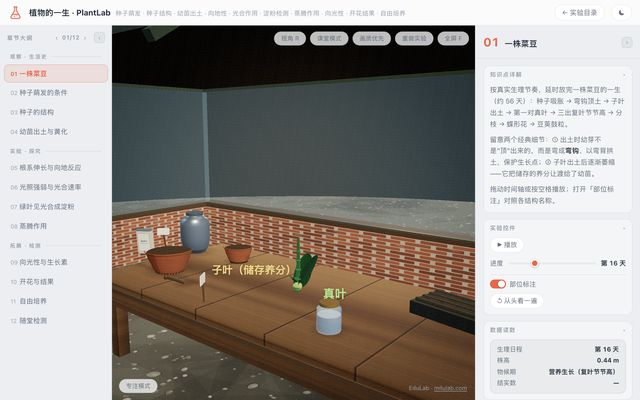 植物的一生 · PlantLab
种子萌发 · 种子结构 · 幼苗出土 · 向地性 · 光合作用 · 淀粉检测 · 蒸腾作用 · 向光性 · 开花结果 · 自由培养
← 实验目录
章节大纲
‹ 01/12 ›
观察 · 生活史
01 一株菜豆
02 种子萌发的条件
03 种子的结构
04 幼苗出土与黄化
实验 · 探究
05 根系伸长与向地反应
06 光照强弱与光合速率
07 绿叶见光合成淀粉
08 蒸腾作用
拓展 · 检测
09 向光性与生长素
10 开花与结果
11 自由培养
12 随堂检测
视角 R
课堂模式
画质优先
重做实验
全屏 F
子叶（储存养分）
真叶
专注模式
EduLab · milulab.com
01 一株菜豆
知识点详解
按真实生理节奏，延时放完一株菜豆的一生
（约 56 天）：种子吸胀 → 弯钩顶土 → 子叶
出土 → 第一对真叶 → 三出复叶节节高 → 分
枝 → 蝶形花 → 豆荚鼓粒。
留意两个经典细节：① 出土时幼芽不
是"顶"出来的，而是弯成弯钩，以弯背拱
土、保护生长点；② 子叶出土后逐渐萎缩
——它把储存的养分让渡给了幼苗。
拖动时间轴或按空格播放；打开「部位标
注」对照各结构名称。
实验控件
▶ 播放
进度
第 16 天
部位标注
↺ 从头看一遍
数据读数
生理日程
第 16 天
株高
0.44 m
物候期
营养生长（复叶节节高）
结实数
—